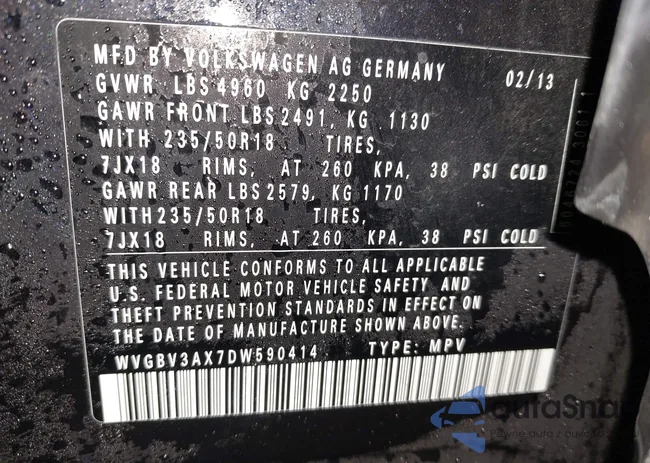 MFD BY VOLKSWAGEN AG GERMANY 02/13
GVWR LBS 4960 KG 2250
GAWR FRONT LBS 2491, KG 1130
WITH 235/50R18 TIRES,
7JX18 RIMS, AT 260 KPA, 38 PSI COLD
GAWR REAR LBS 2579, KG 1170
WITH 235/50R18 TIRES,
7JX18 RIMS, AT 260 KPA, 38 PSI COLD
THIS VEHICLE CONFORMS TO ALL APPLICABLE
U.S. FEDERAL MOTOR VEHICLE SAFETY AND
THEFT PREVENTION STANDARDS IN EFFECT ON
THE DATE OF MANUFACTURE SHOWN ABOVE.
WVGBV3AX7DW590414 TYPE: MPV